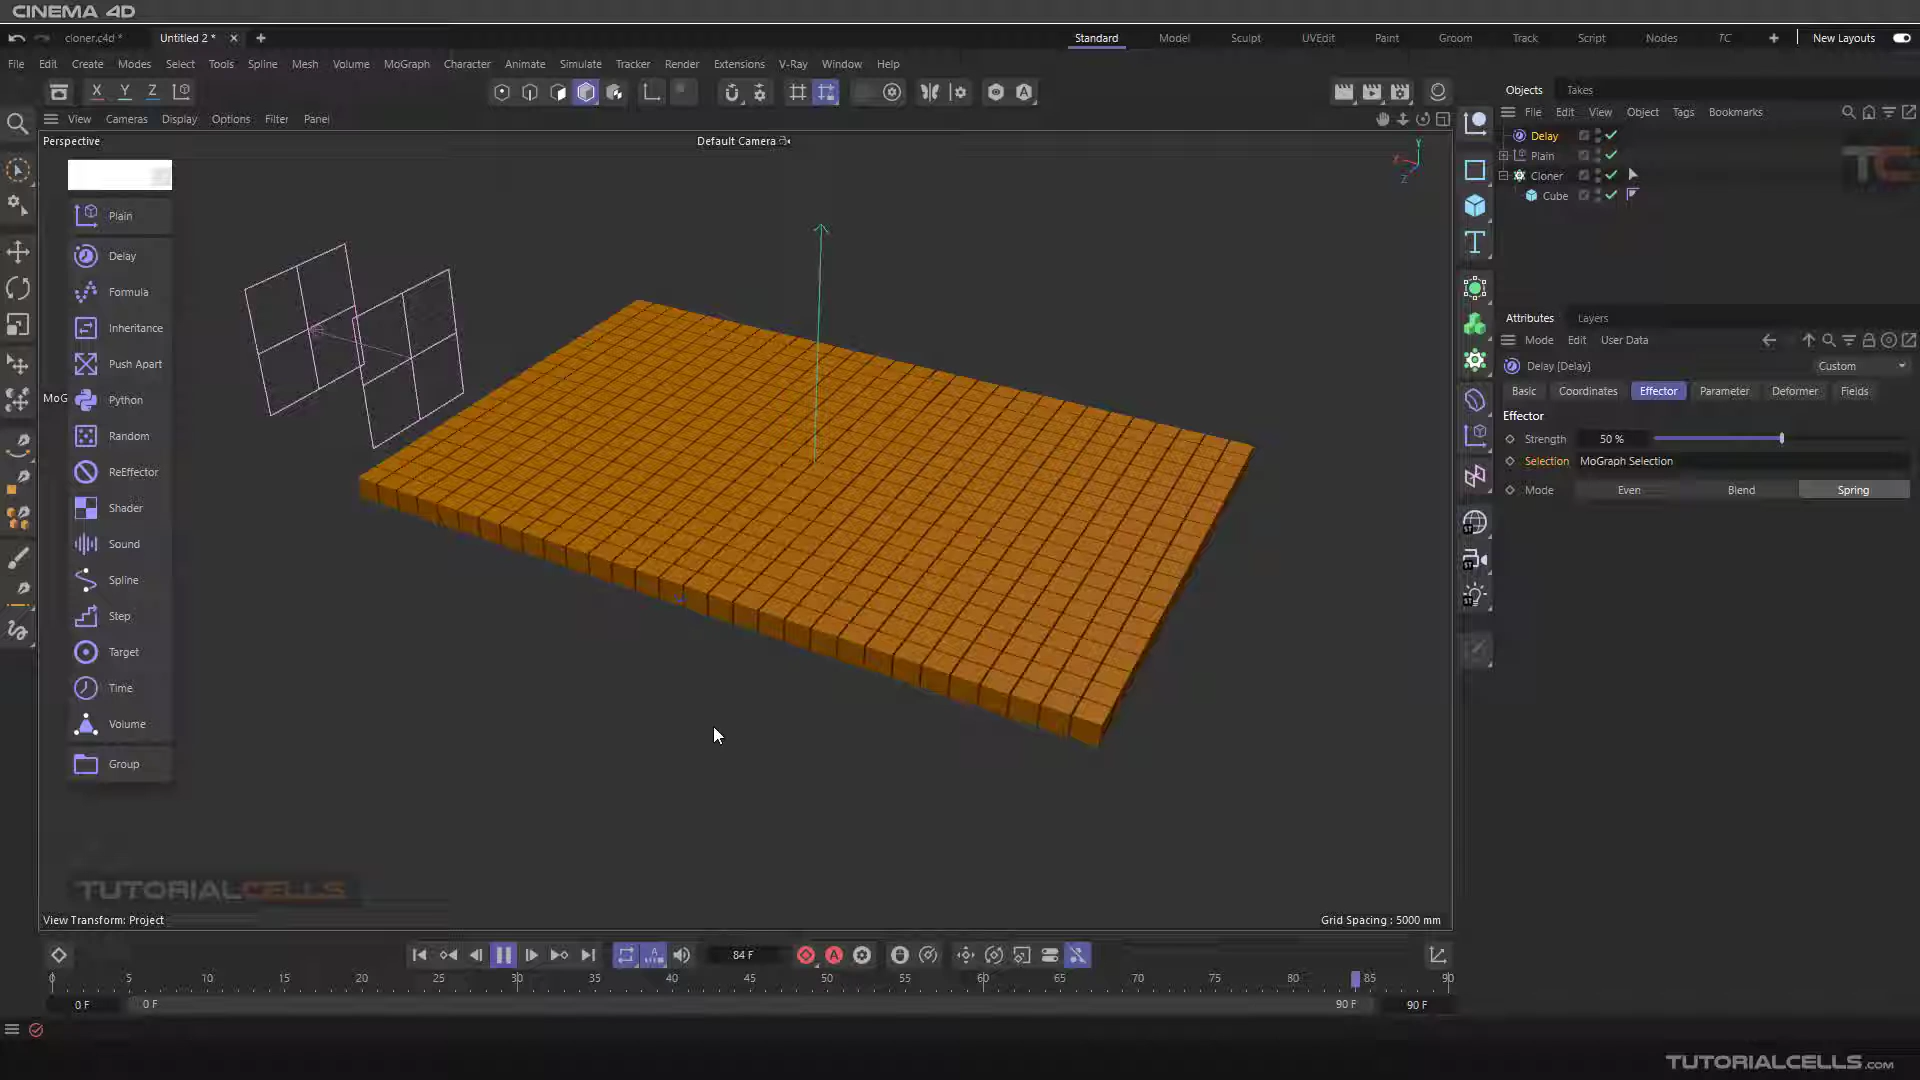 CINEMA 4D
cloner.c4d *
Untitled 2 *
Standard
Model
Sculpt
UVEdit
Paint
Groom
Track
Script
Nodes
TC
New Layouts
File Edit Create Modes Select Tools Spline Mesh Volume MoGraph Character Animate Simulate Tracker Render Extensions V-Ray Window Help
X Y Z
Objects Takes
View Cameras Display Options Filter Panel
File Edit View Object Tags Bookmarks
Perspective
Default Camera
Y
X
Z
Delay
Plain
Cloner
Cube
TC
Plain
Delay
Formula
Inheritance
Push Apart
MoG
Python
Random
ReEffector
Shader
Sound
Spline
Step
Target
Time
Volume
Group
Attributes Layers
Mode Edit User Data
Delay [Delay]
Custom
Basic Coordinates Effector Parameter Deformer Fields
Effector
Strength 50 %
Selection MoGraph Selection
Mode Even Blend Spring
TUTORIALCELLS
View Transform: Project
Grid Spacing : 5000 mm
84 F
0 5 10 15 20 25 30 35 40 45 50 55 60 65 70 75 80 85 90
0 F 0 F 90 F 90 F
TUTORIALCELLS.COM